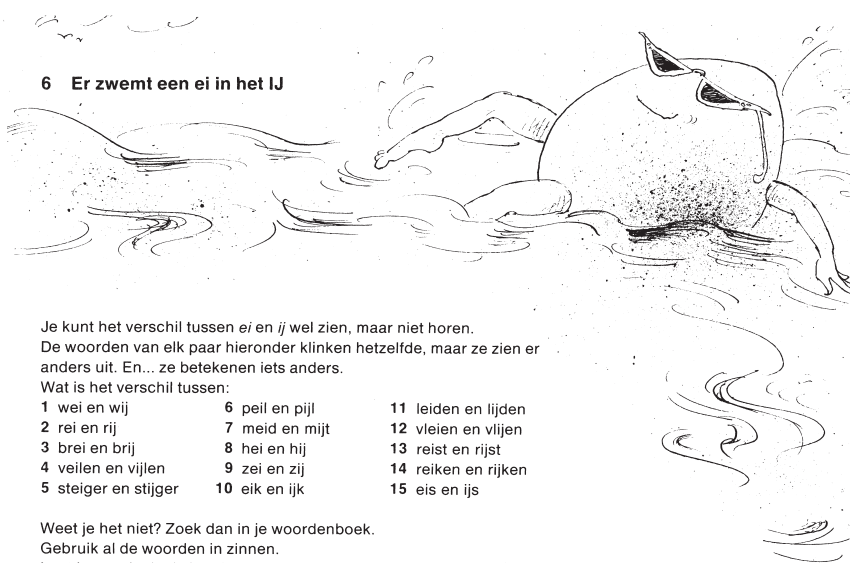 6 Er zwemt een ei in het IJ
Je kunt het verschil tussen ei en ij wel zien, maar niet horen.
De woorden van elk paar hieronder klinken hetzelfde, maar ze zien er
anders uit. En... ze betekenen iets anders.
Wat is het verschil tussen:
1 wei en wij
2 rei en rij
3 brei en brij
4 veilen en vijlen
5 steiger en stijger
6 peil en pijl
7 meid en mijt
8 hei en hij
9 zei en zij
10 eik en ijk
11 leiden en lijden
12 vleien en vlijen
13 reist en rijst
14 reiken en rijken
15 eis en ijs
Weet je het niet? Zoek dan in je woordenboek.
Gebruik al de woorden in zinnen.